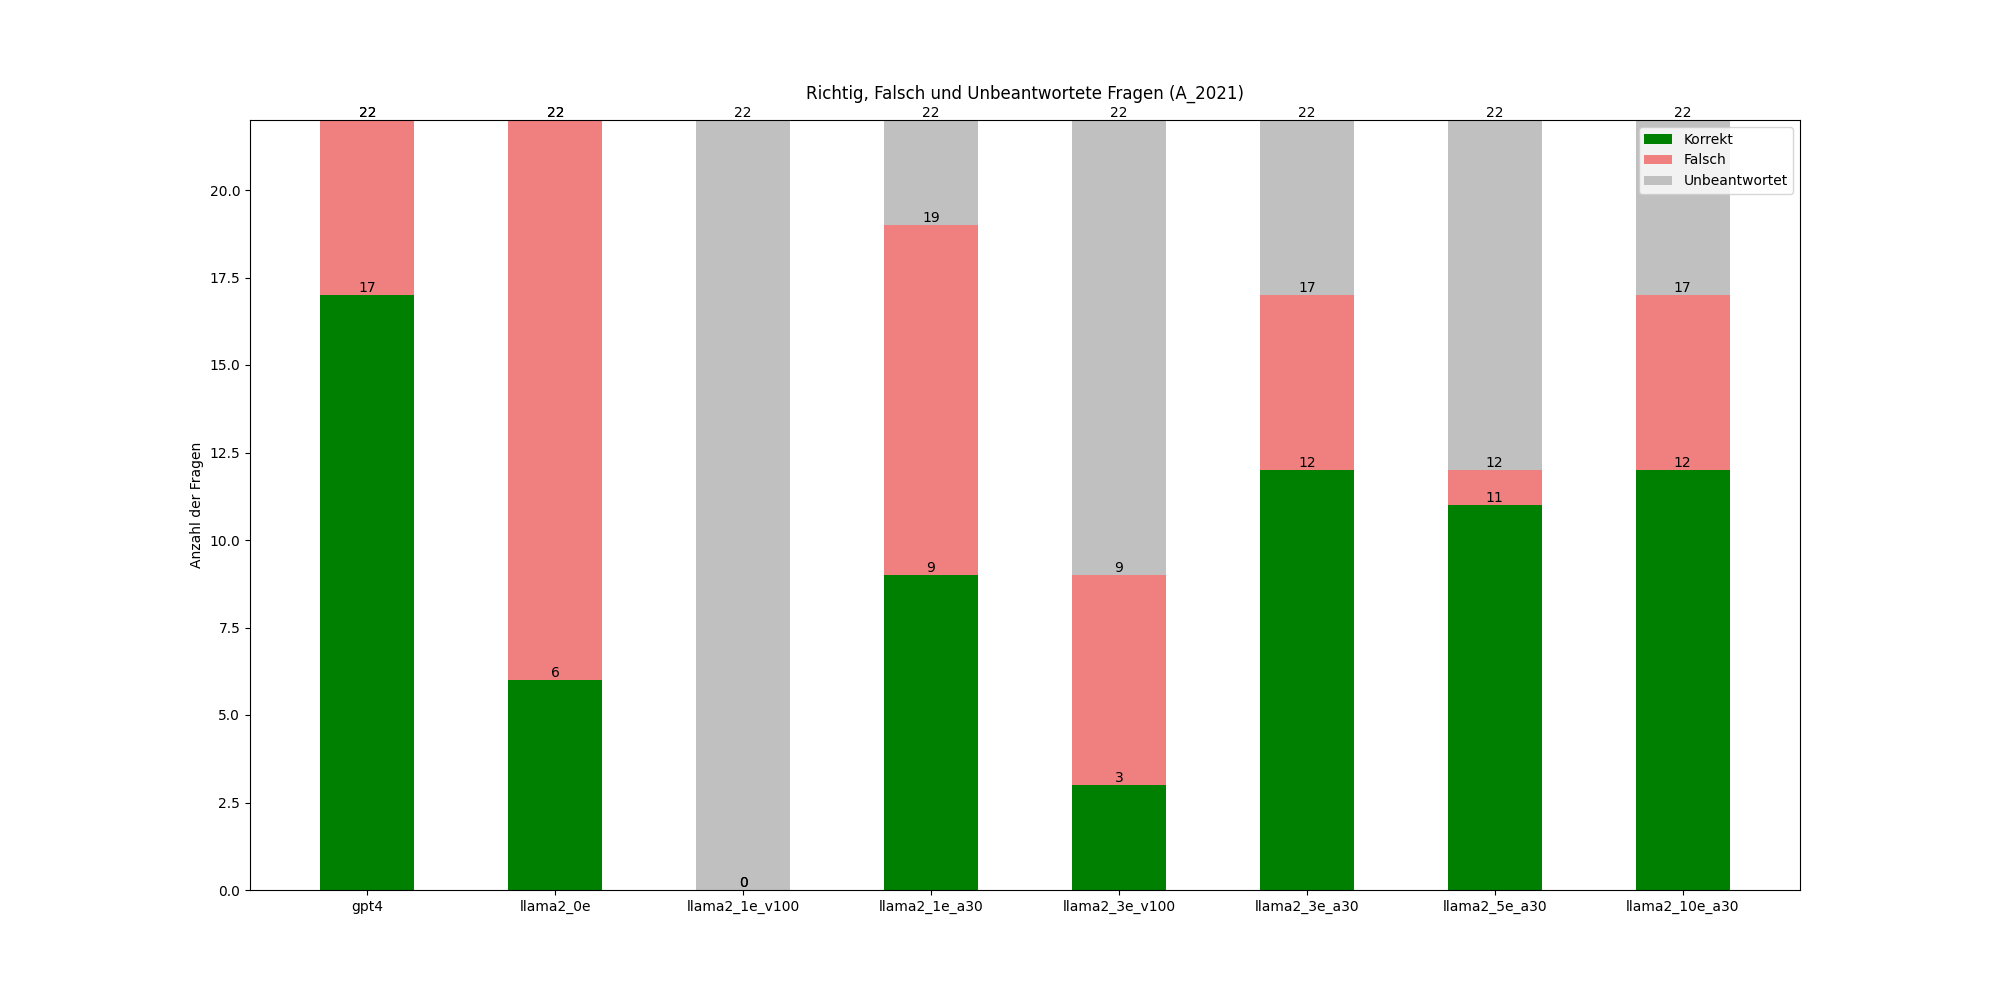 Richtig, Falsch und Unbeantwortete Fragen (A_2021)
22 22 22 22 22 22 22 22
Korrekt
Falsch
Unbeantwortet
20.0
19
17.5
17 17 17
15.0
12.5
12 12 12
11
10.0
9 9
7.5
6
5.0
3
2.5
0.0
0
Anzahl der Fragen
gpt4 llama2_0e llama2_1e_v100 llama2_1e_a30 llama2_3e_v100 llama2_3e_a30 llama2_5e_a30 llama2_10e_a30